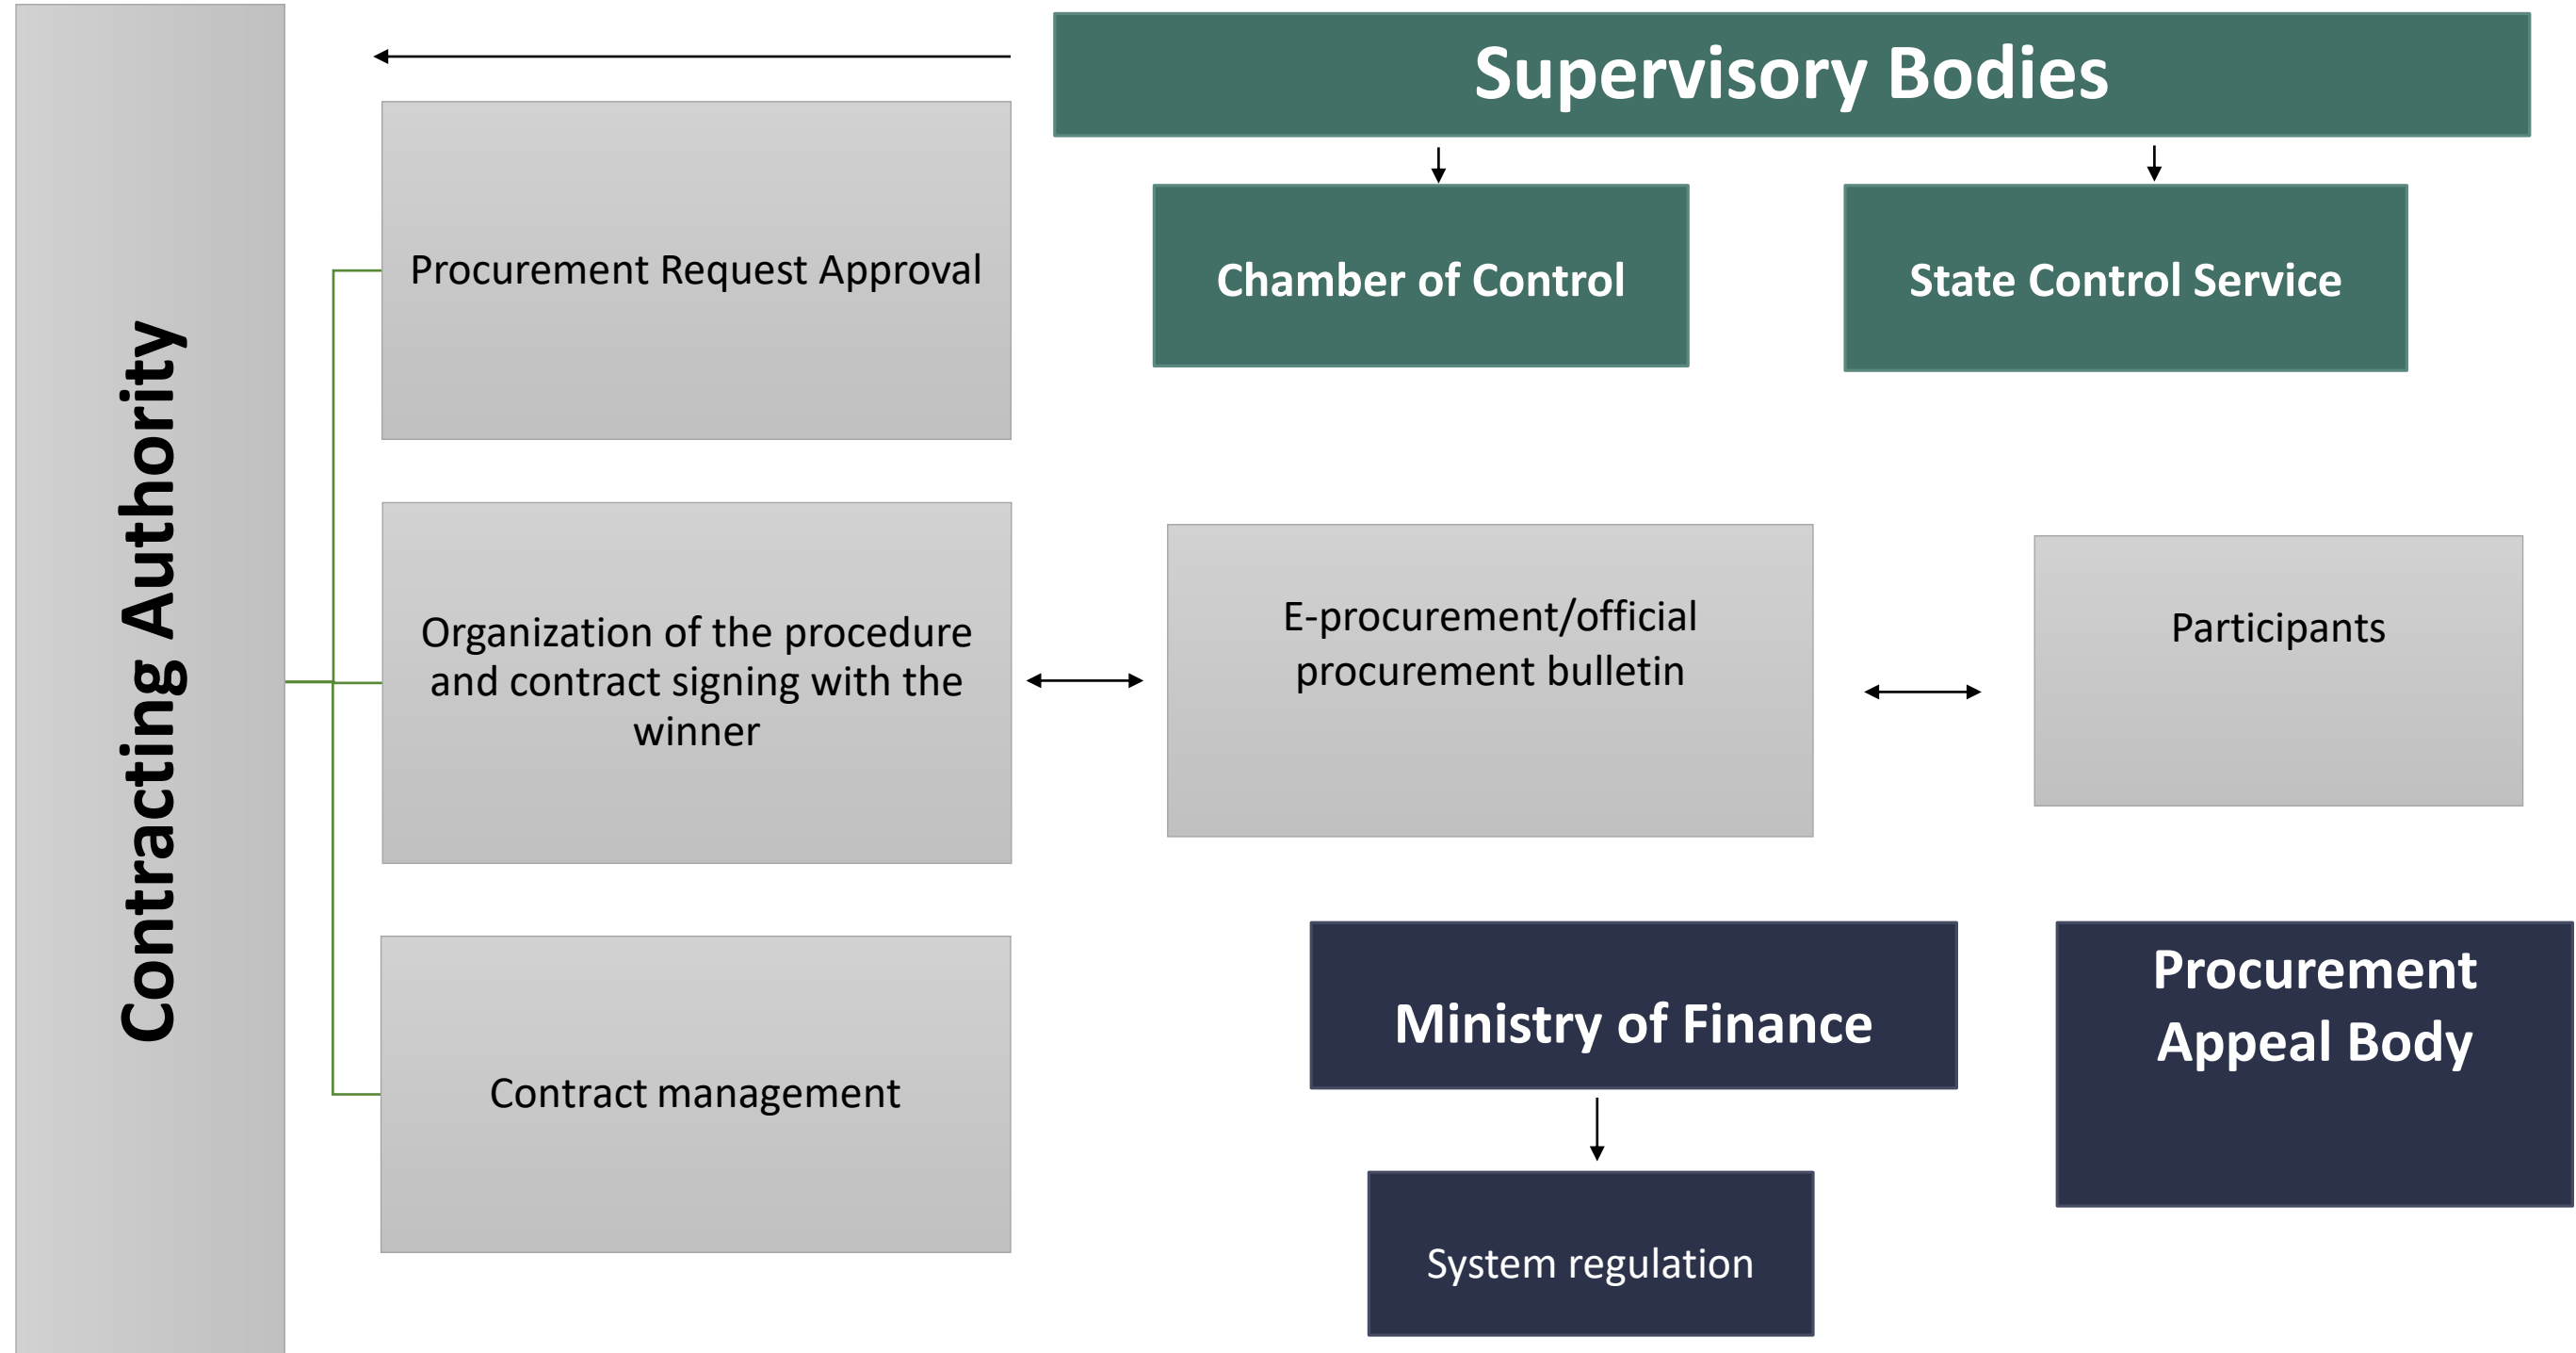 Contracting Authority
Supervisory Bodies
Procurement Request Approval
Chamber of Control
State Control Service
Organization of the procedure
and contract signing with the
winner
E-procurement/official
procurement bulletin
Participants
Contract management
Ministry of Finance
Procurement
Appeal Body
System regulation